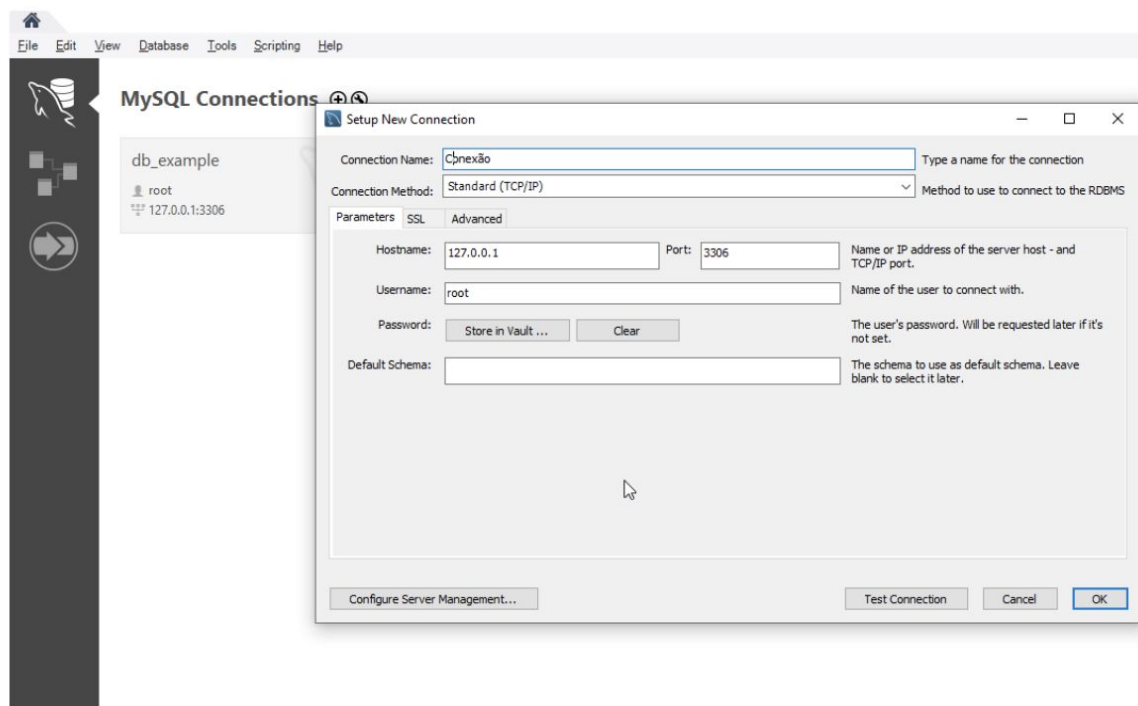 File Edit View Database Tools Scripting Help
MySQL Connections
db_example
root
127.0.0.1:3306
Setup New Connection
Connection Name: Conexão Type a name for the connection
Connection Method: Standard (TCP/IP) Method to use to connect to the RDBMS
Parameters SSL Advanced
Hostname: 127.0.0.1 Port: 3306 Name or IP address of the server host - and
TCP/IP port.
Username: root Name of the user to connect with.
Password: Store in Vault ... Clear The user's password. Will be requested later if it's
not set.
Default Schema: The schema to use as default schema. Leave
blank to select it later.
Configure Server Management... Test Connection Cancel OK